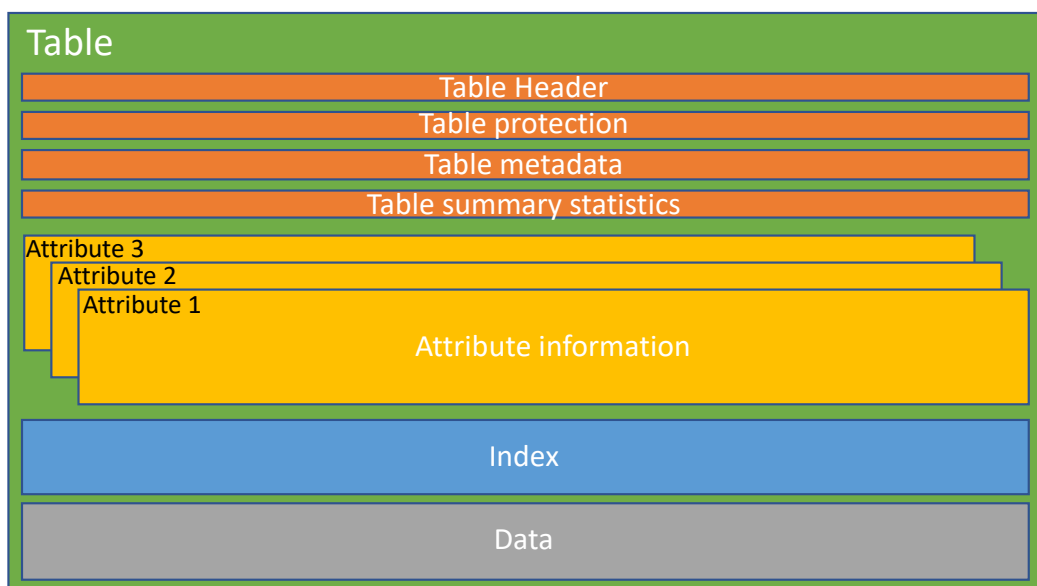 Table
Table Header
Table protection
Table metadata
Table summary statistics
Attribute 3
Attribute 2
Attribute 1
Attribute information
Index
Data